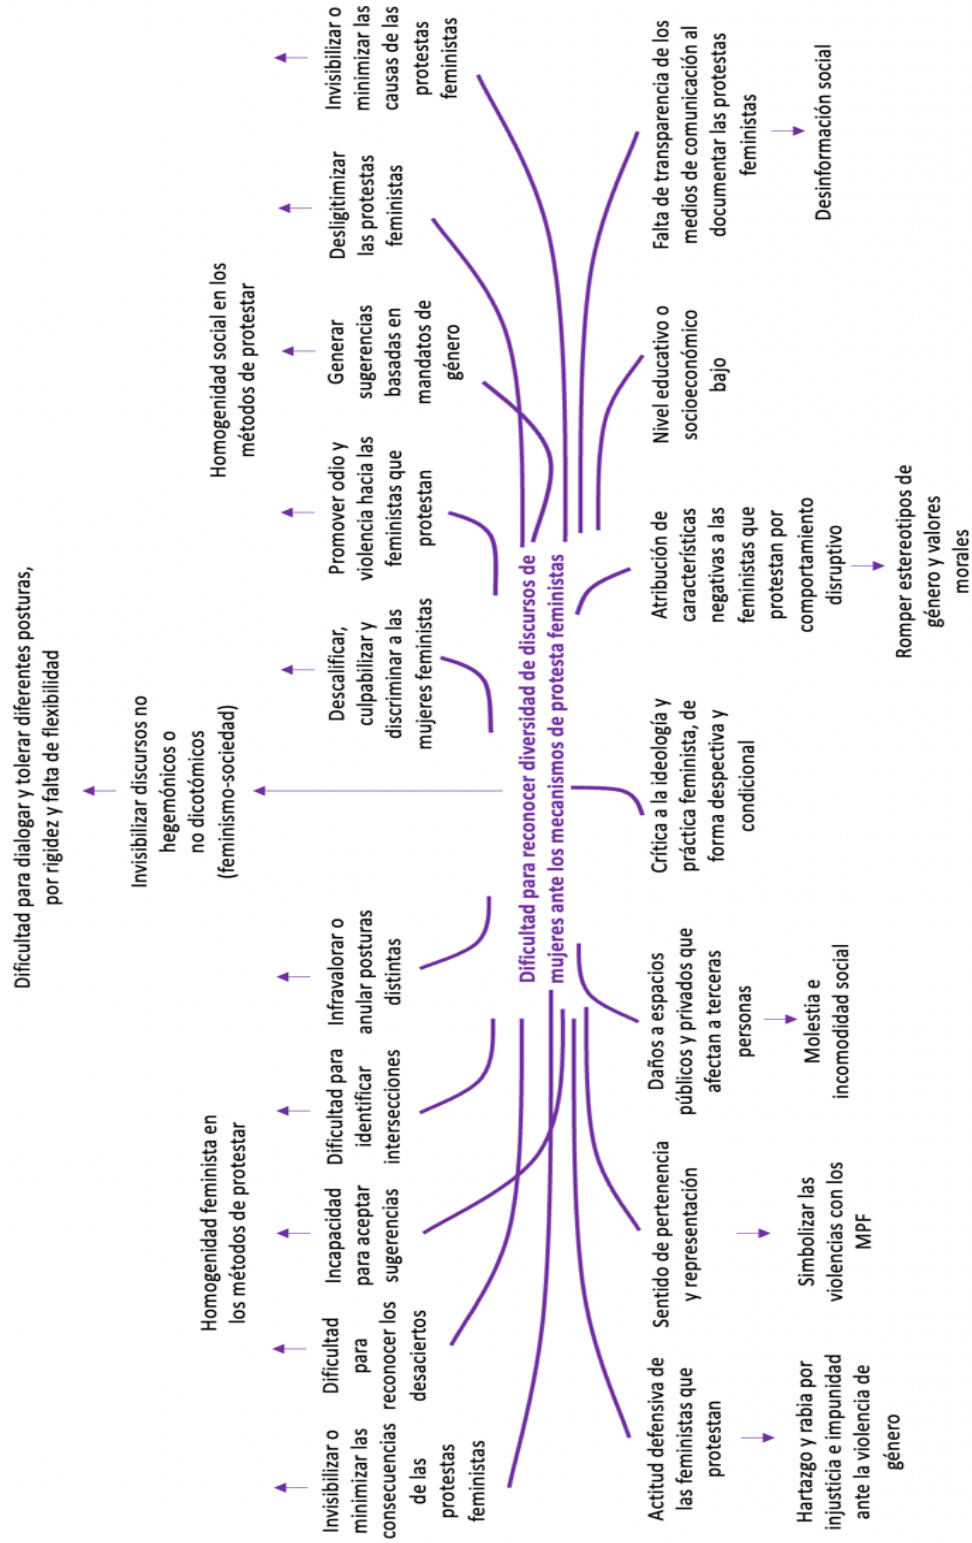 Dificultad para dialogar y tolerar diferentes posturas,
por rigidez y falta de flexibilidad
Invisibilizar discursos no
hegemónicos o
no dicotómicos
(feminismo-sociedad)
Homogenidad feminista en
los métodos de protestar
Homogenidad social en los
métodos de protestar
Invisibilizar o
minimizar las
consecuencias
de las
protestas
feministas
Dificultad
para
reconocer los
desaciertos
Incapacidad
para aceptar
sugerencias
Dificultad para
identificar
intersecciones
Infravalorar o
anular posturas
distintas
Descalificar,
culpabilizar y
discriminar a las
mujeres feministas
Promover odio y
violencia hacia las
feministas que
protestan
Generar
sugerencias
basadas en
mandatos de
género
Desligitimizar
las protestas
feministas
Invisibilizar o
minimizar las
causas de las
protestas
feministas
Dificultad para reconocer diversidad de discursos de
mujeres ante los mecanismos de protesta feministas
Actitud defensiva de
las feministas que
protestan
Sentido de pertenencia
y representación
Daños a espacios
públicos y privados que
afectan a terceras
personas
Crítica a la ideología y
práctica feminista, de
forma despectiva y
condicional
Atribución de
características
negativas a las
feministas que
protestan por
comportamiento
disruptivo
Nivel educativo o
socioeconómico
bajo
Falta de transparencia de los
medios de comunicación al
documentar las protestas
feministas
Hartazgo y rabia por
injusticia e impunidad
ante la violencia de
género
Simbolizar las
violencias con los
MPF
Molestia e
incomodidad social
Romper estereotipos de
género y valores
morales
Desinformación social